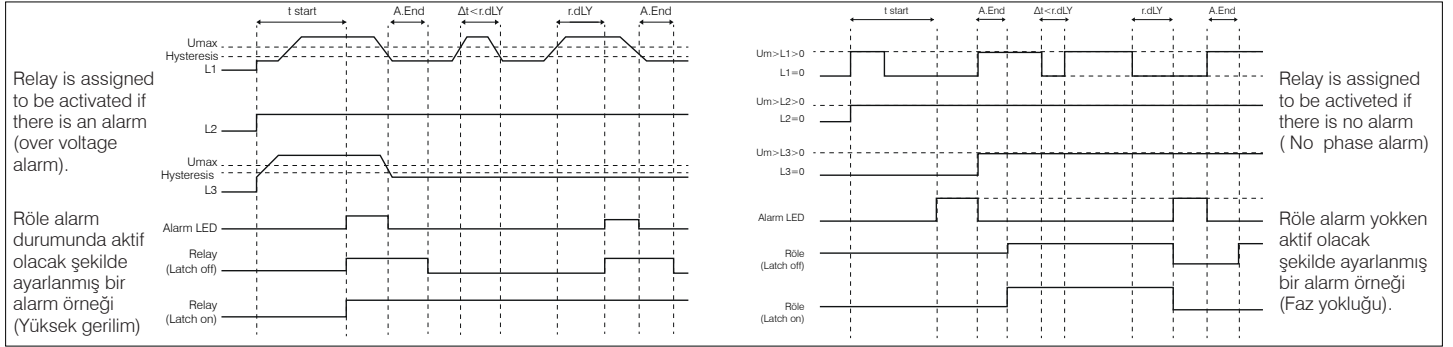 t start
A.End
Δt<r.dLY
r.dLY
A.End
Umax
Hysteresis
L1
L2
Umax
Hysteresis
L3
Alarm LED
Relay
(Latch off)
Relay
(Latch on)
Relay is assigned
to be activated if
there is an alarm
(over voltage
alarm).
Röle alarm
durumunda aktif
olacak şekilde
ayarlanmış bir
alarm örneği
(Yüksek gerilim)
t start
A.End
Δt<r.dLY
r.dLY
A.End
Um>L1>0
L1=0
Um>L2>0
L2=0
Um>L3>0
L3=0
Alarm LED
Röle
(Latch off)
Röle
(Latch on)
Relay is assigned
to be activeted if
there is no alarm
( No phase alarm)
Röle alarm yokken
aktif olacak
şekilde ayarlanmış
bir alarm örneği
(Faz yokluğu).